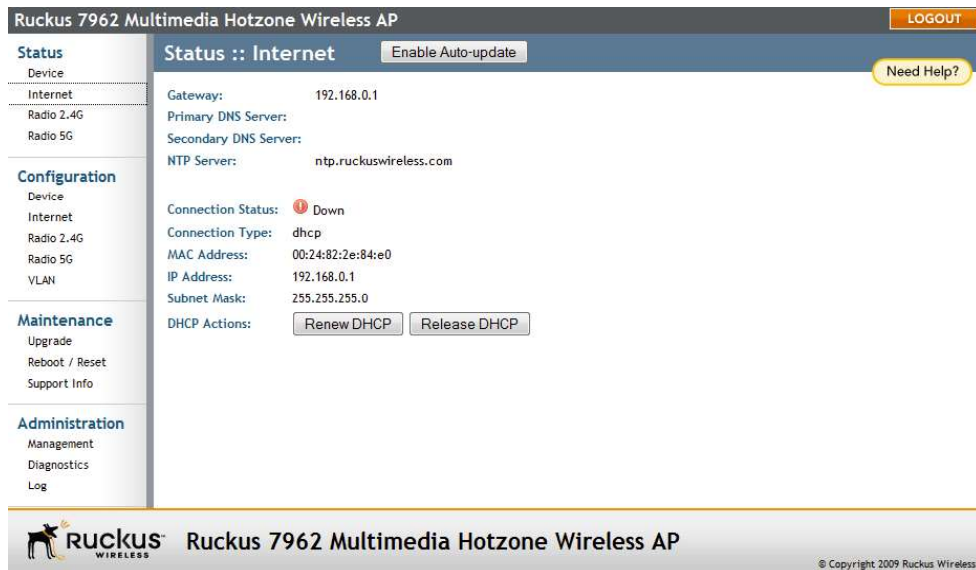 Ruckus 7962 Multimedia Hotzone Wireless AP
LOGOUT
Status
Device
Internet
Radio 2.4G
Radio 5G
Configuration
Device
Internet
Radio 2.4G
Radio 5G
VLAN
Maintenance
Upgrade
Reboot / Reset
Support Info
Administration
Management
Diagnostics
Log
Status :: Internet
Enable Auto-update
Need Help?
Gateway: 192.168.0.1
Primary DNS Server:
Secondary DNS Server:
NTP Server: ntp.ruckuswireless.com
Connection Status: Down
Connection Type: dhcp
MAC Address: 00:24:82:2e:84:e0
IP Address: 192.168.0.1
Subnet Mask: 255.255.255.0
DHCP Actions: Renew DHCP Release DHCP
RUCKUS
WIRELESS
Ruckus 7962 Multimedia Hotzone Wireless AP
© Copyright 2009 Ruckus Wireless